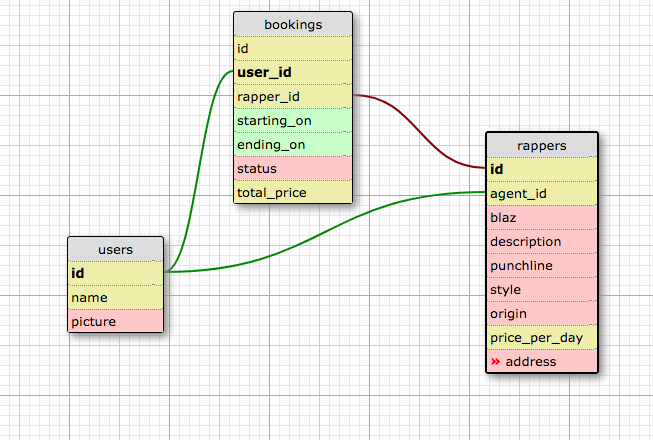 bookings
id
user_id
rapper_id
starting_on
ending_on
status
total_price
users
id
name
picture
rappers
id
agent_id
blaz
description
punchline
style
origin
price_per_day
» address